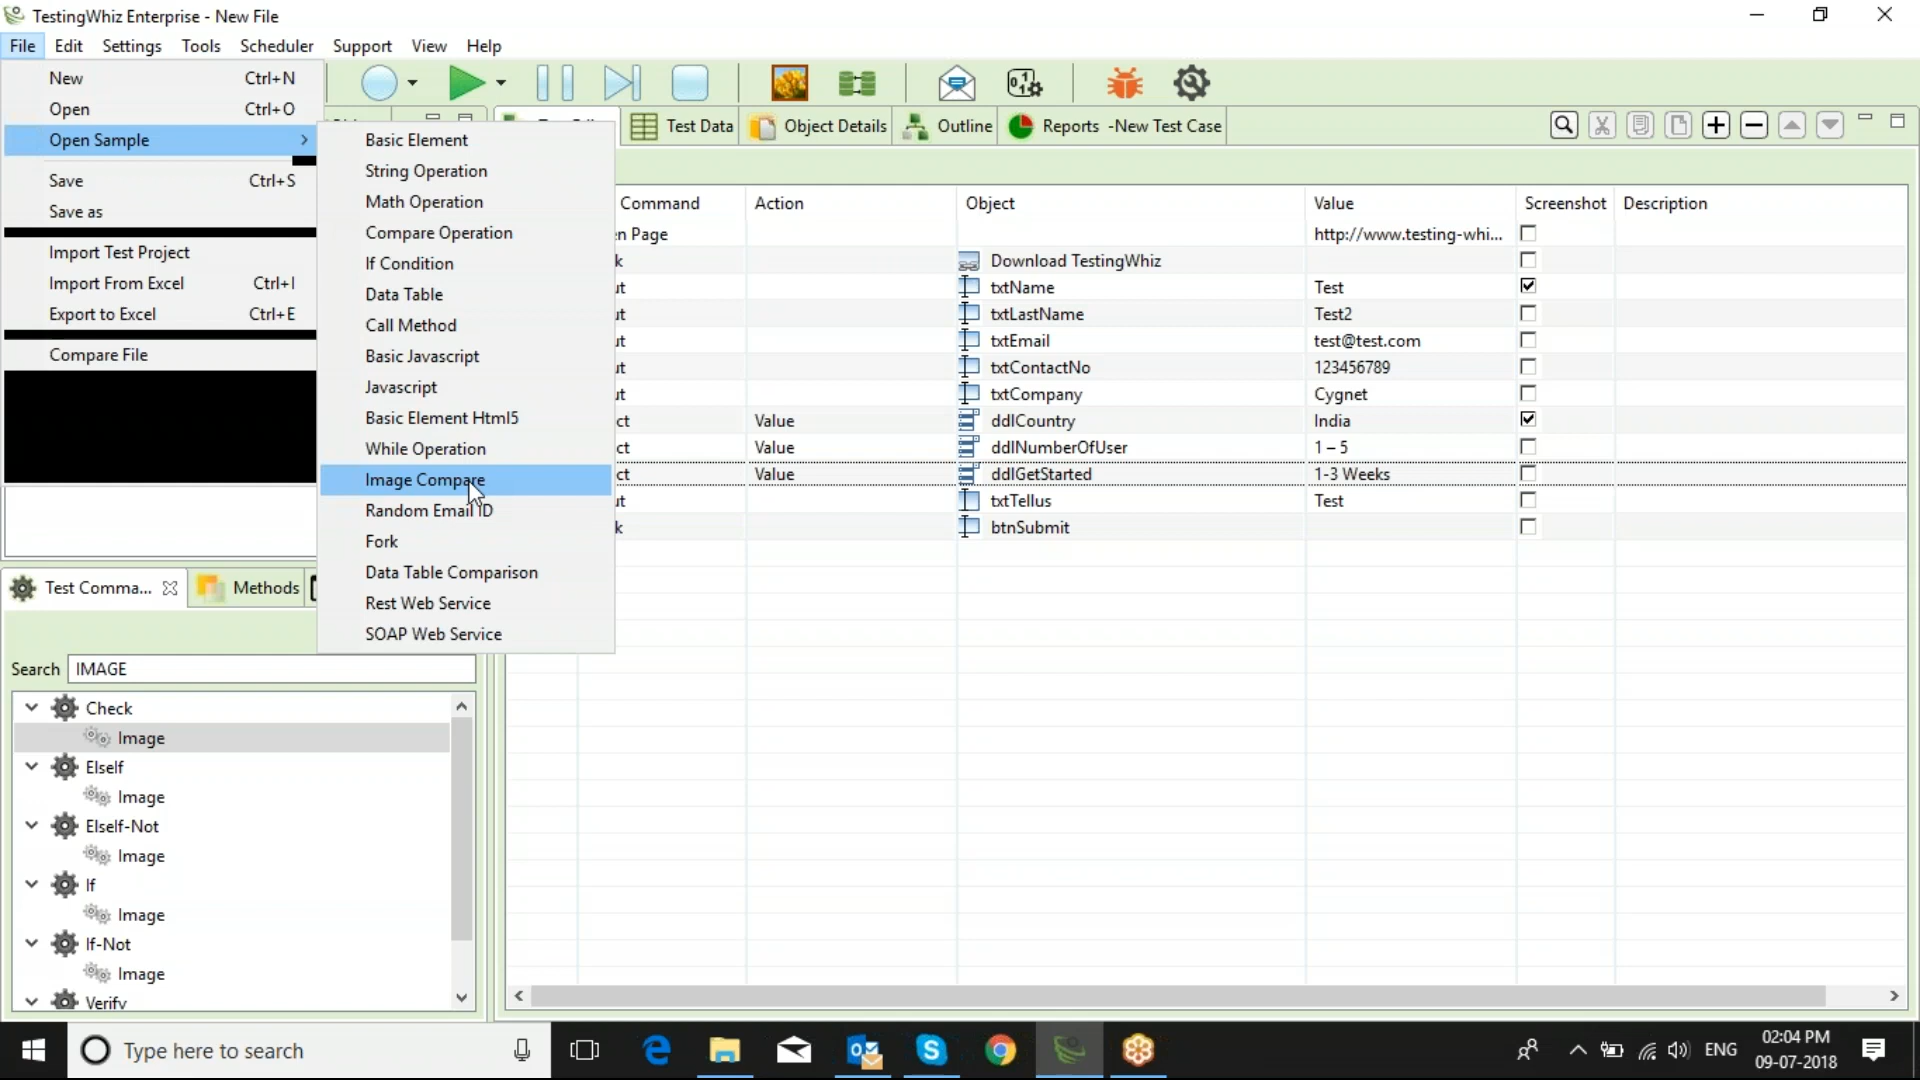 TestingWhiz Enterprise - New File
File Edit Settings Tools Scheduler Support View Help
New Ctrl+N
Open Ctrl+O
Open Sample
Save Ctrl+S
Save as
Import Test Project
Import From Excel Ctrl+I
Export to Excel Ctrl+E
Compare File
Basic Element
String Operation
Math Operation
Compare Operation
If Condition
Data Table
Call Method
Basic Javascript
Javascript
Basic Element Html5
While Operation
Image Compare
Random Email ID
Fork
Data Table Comparison
Rest Web Service
SOAP Web Service
Test Data Object Details Outline Reports -New Test Case
Command Action Object Value Screenshot Description
n Page http://www.testing-whi...
k Download TestingWhiz
ut txtName Test
ut txtLastName Test2
ut txtEmail test@test.com
ut txtContactNo 123456789
ut txtCompany Cygnet
ct Value ddlCountry India
ct Value ddlNumberOfUser 1 – 5
ct Value ddlGetStarted 1-3 Weeks
ut txtTellus Test
k btnSubmit
Test Comma... Methods
Search IMAGE
Check
Image
ElseIf
Image
ElseIf-Not
Image
If
Image
If-Not
Image
Verify
Type here to search
ENG
02:04 PM
09-07-2018